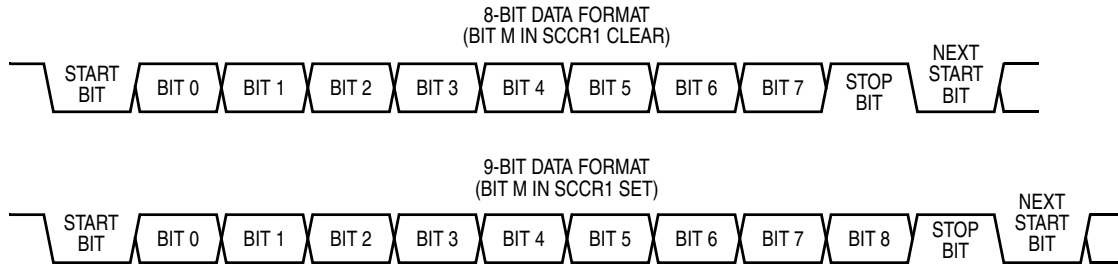 8-BIT DATA FORMAT
(BIT M IN SCCR1 CLEAR)
START
BIT
BIT 0
BIT 1
BIT 2
BIT 3
BIT 4
BIT 5
BIT 6
BIT 7
STOP
BIT
NEXT
START
BIT
9-BIT DATA FORMAT
(BIT M IN SCCR1 SET)
START
BIT
BIT 0
BIT 1
BIT 2
BIT 3
BIT 4
BIT 5
BIT 6
BIT 7
BIT 8
STOP
BIT
NEXT
START
BIT